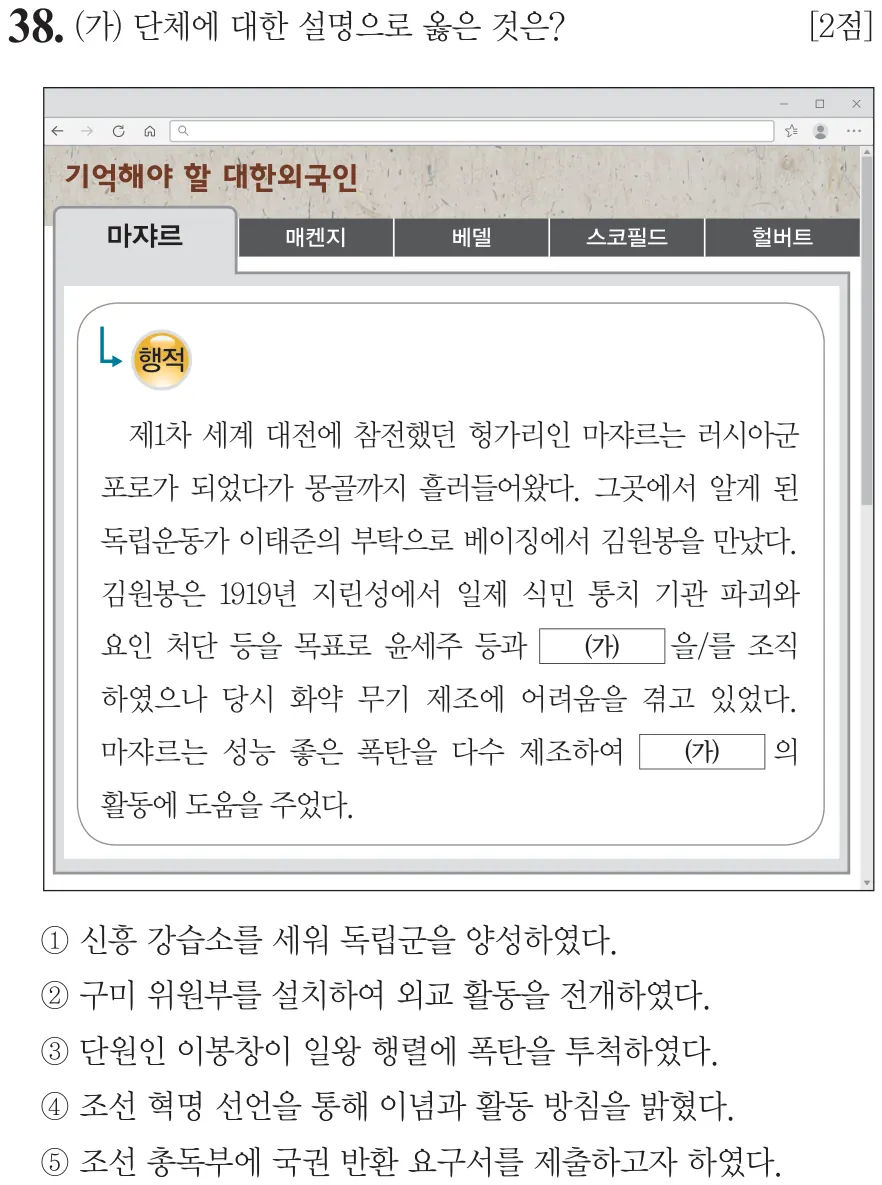 38. (가) 단체에 대한 설명으로 옳은 것은? [2점]
기억해야 할 대한외국인
마쟈르 매켄지 베델 스코필드 헐버트
행적
제1차 세계 대전에 참전했던 헝가리인 마쟈르는 러시아군
포로가 되었다가 몽골까지 흘러들어왔다. 그곳에서 알게 된
독립운동가 이태준의 부탁으로 베이징에서 김원봉을 만났다.
김원봉은 1919년 지린성에서 일제 식민 통치 기관 파괴와
요인 처단 등을 목표로 윤세주 등과 (가) 을/를 조직
하였으나 당시 화약 무기 제조에 어려움을 겪고 있었다.
마쟈르는 성능 좋은 폭탄을 다수 제조하여 (가) 의
활동에 도움을 주었다.
① 신흥 강습소를 세워 독립군을 양성하였다.
② 구미 위원부를 설치하여 외교 활동을 전개하였다.
③ 단원인 이봉창이 일왕 행렬에 폭탄을 투척하였다.
④ 조선 혁명 선언을 통해 이념과 활동 방침을 밝혔다.
⑤ 조선 총독부에 국권 반환 요구서를 제출하고자 하였다.